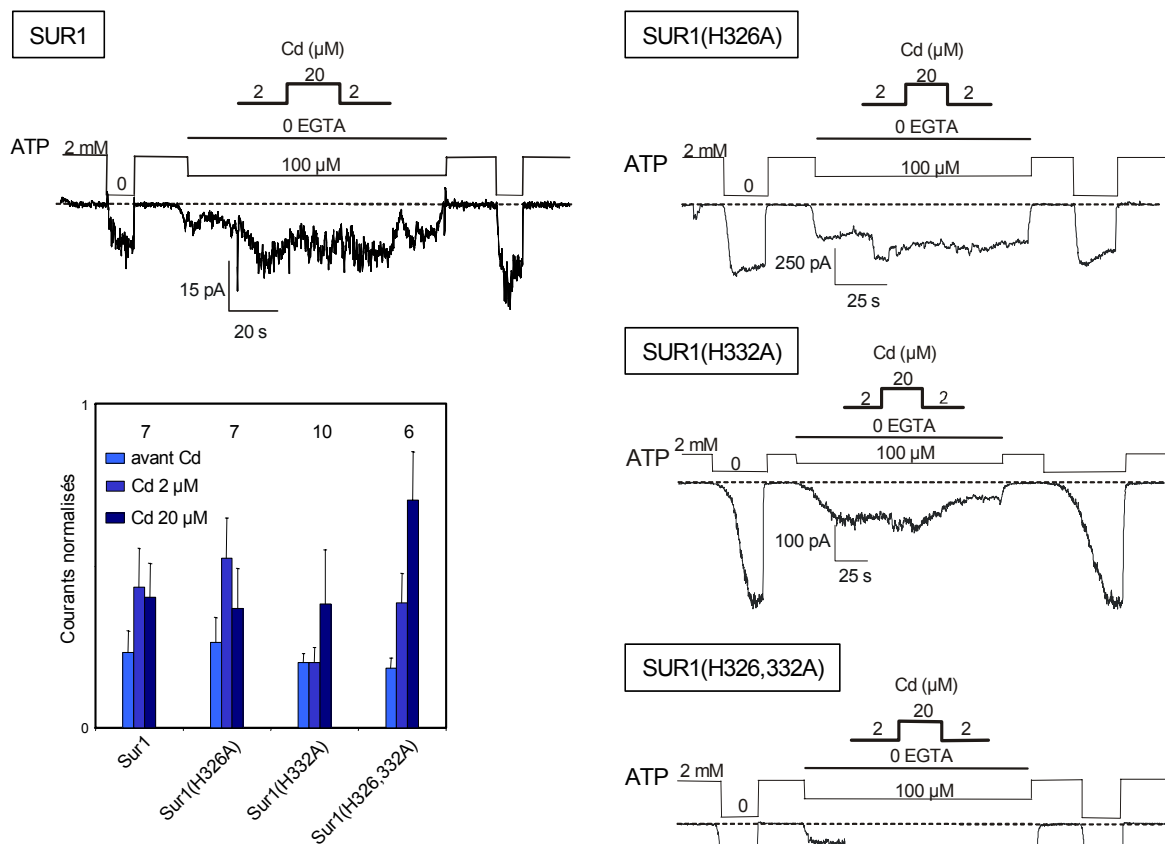 SUR1
Cd (µM)
20
2 2
0 EGTA
ATP 2 mM
100 µM
0
15 pA
20 s
1
7 7 10 6
avant Cd
Cd 2 µM
Cd 20 µM
Courants normalisés
0
Sur1
Sur1(H326A)
Sur1(H332A)
Sur1(H326,332A)
SUR1(H326A)
Cd (µM)
20
2 2
0 EGTA
ATP 2 mM
100 µM
0
250 pA
25 s
SUR1(H332A)
Cd (µM)
20
2 2
0 EGTA
ATP 2 mM
100 µM
0
100 pA
25 s
SUR1(H326,332A)
Cd (µM)
20
2 2
0 EGTA
ATP 2 mM
100 µM
0